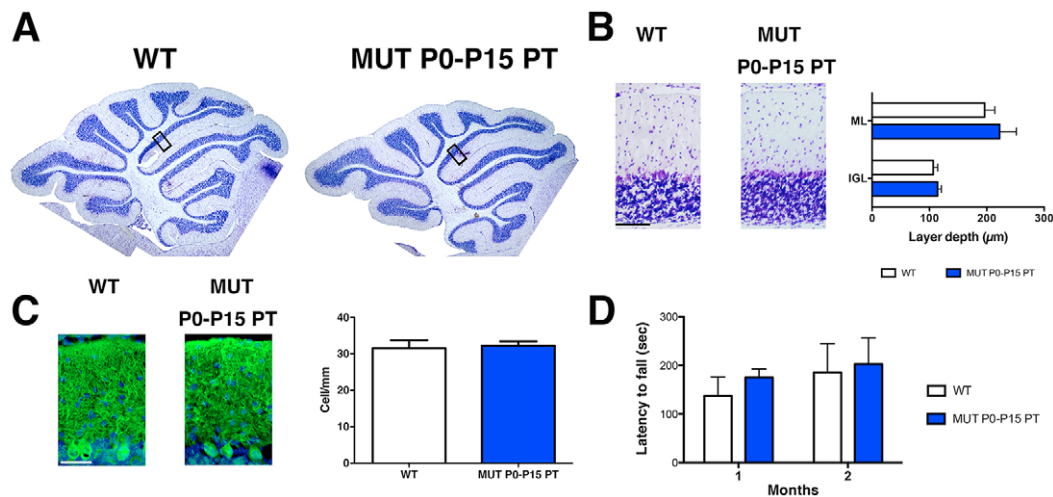 A
WT
MUT P0-P15 PT
B
WT
MUT
P0-P15 PT
ML
IGL
0
100
200
300
Layer depth (µm)
WT
MUT P0-P15 PT
C
WT
MUT
P0-P15 PT
40
30
20
10
0
Cell/mm
WT
MUT P0-P15 PT
D
300
200
100
0
Latency to fall (sec)
1
2
Months
WT
MUT P0-P15 PT